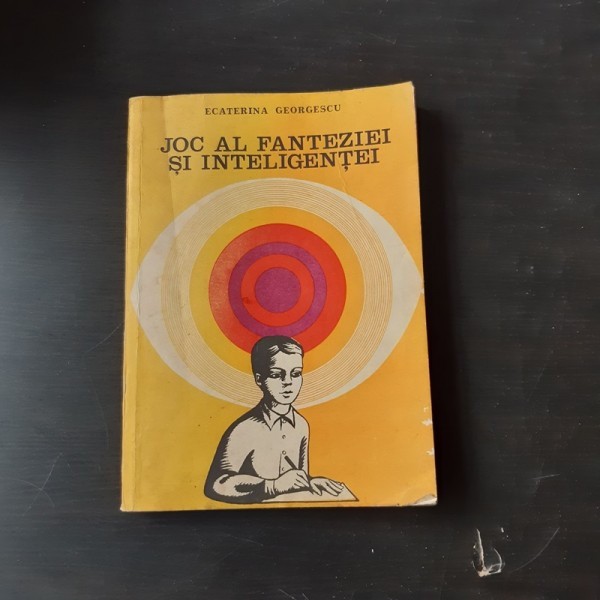 ECATERINA GEORGESCU
JOC AL FANTEZIEI
ȘI INTELIGENȚEI